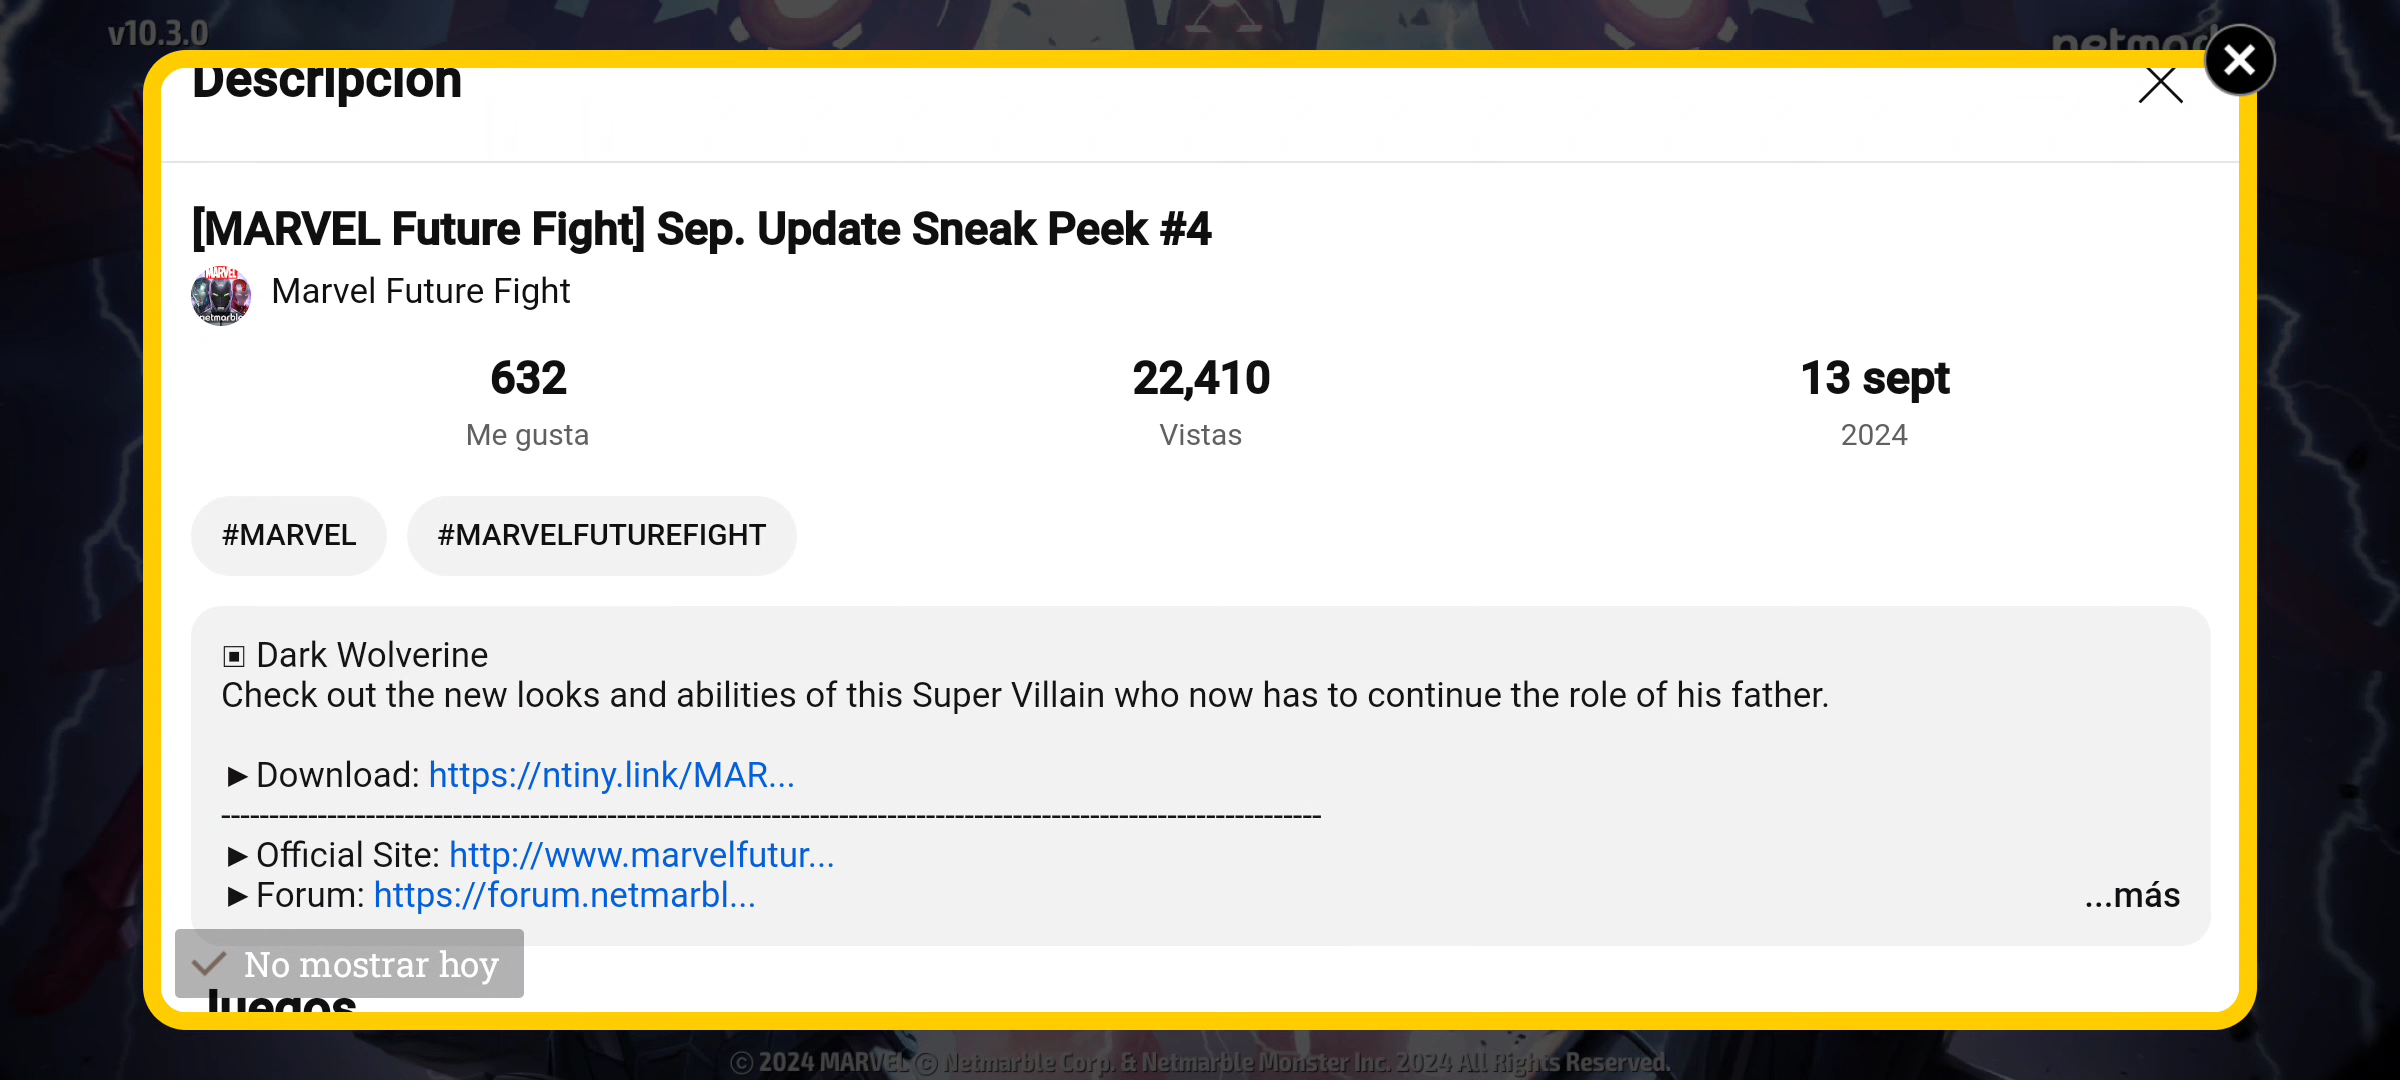 v10.3.0
netmarble
Descripción
[MARVEL Future Fight] Sep. Update Sneak Peek #4
MARVEL
netmarble
Marvel Future Fight
632
22,410
13 sept
Me gusta
Vistas
2024
#MARVEL
#MARVELFUTUREFIGHT
▣ Dark Wolverine
Check out the new looks and abilities of this Super Villain who now has to continue the role of his father.
►Download: https://ntiny.link/MAR...
--------------------------------------------------------------------------------------------------------------
►Official Site: http://www.marvelfutur...
►Forum: https://forum.netmarbl...
...más
No mostrar hoy
Juegos
© 2024 MARVEL © Netmarble Corp. & Netmarble Monster Inc. 2024 All Rights Reserved.